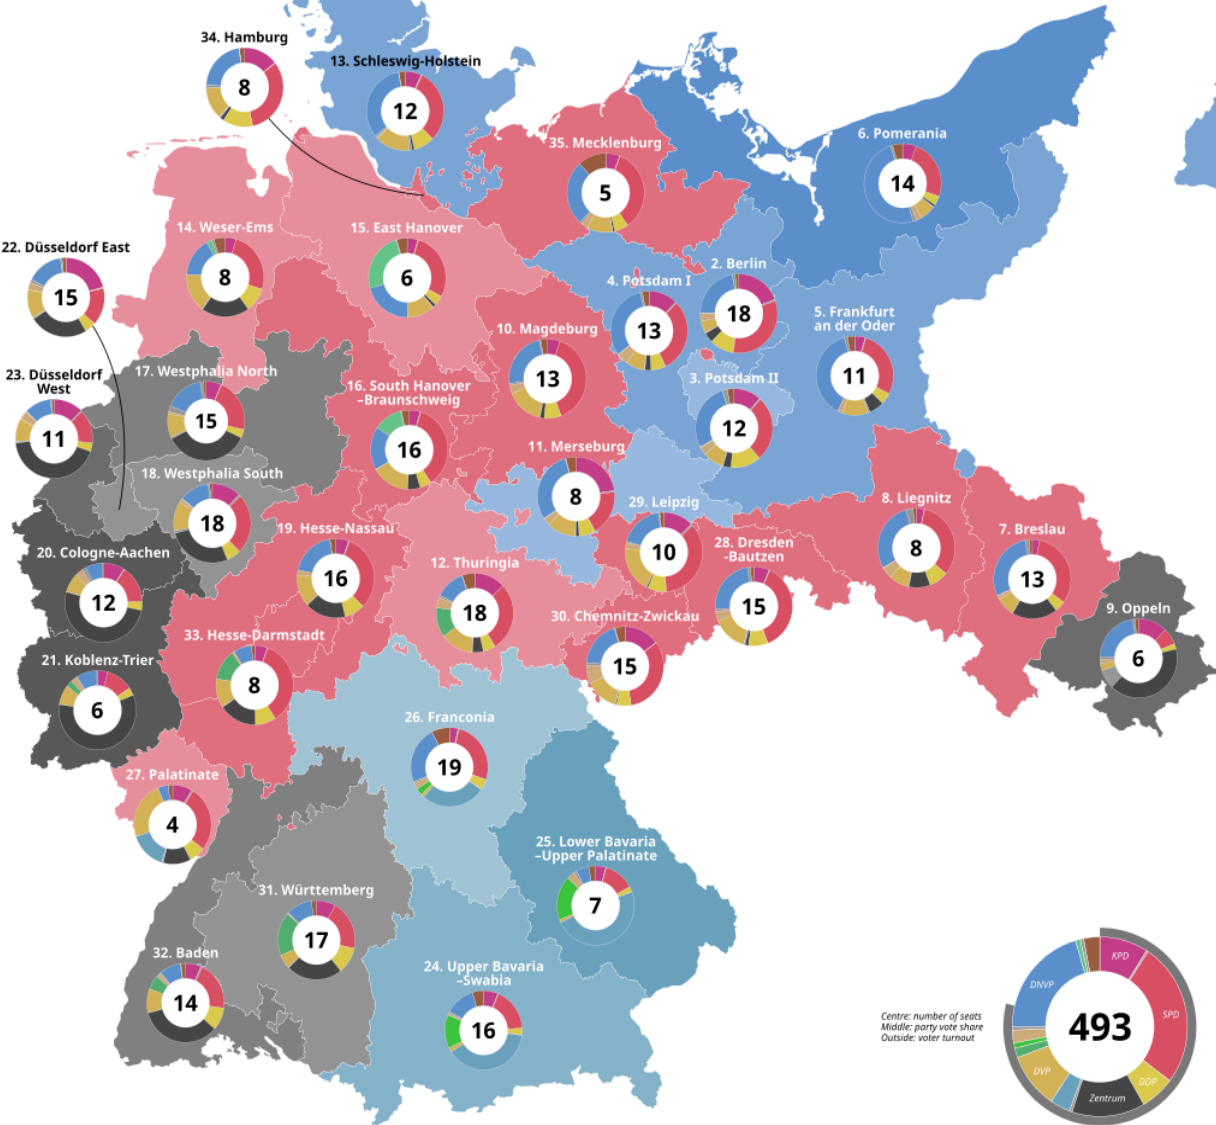 34. Hamburg
8
13. Schleswig-Holstein
12
35. Mecklenburg
5
6. Pomerania
14
14. Weser-Ems
8
15. East Hanover
6
22. Düsseldorf East
15
2. Berlin
18
4. Potsdam I
13
5. Frankfurt
an der Oder
11
10. Magdeburg
13
23. Düsseldorf
West
11
17. Westphalia North
15
16. South Hanover
–Braunschweig
16
3. Potsdam II
12
11. Merseburg
8
18. Westphalia South
18
29. Leipzig
10
8. Liegnitz
8
7. Breslau
13
19. Hesse-Nassau
16
28. Dresden
-Bautzen
15
20. Cologne-Aachen
12
12. Thuringia
18
9. Oppeln
6
30. Chemnitz-Zwickau
15
33. Hesse-Darmstadt
8
21. Koblenz-Trier
6
26. Franconia
19
27. Palatinate
4
25. Lower Bavaria
–Upper Palatinate
7
31. Württemberg
17
32. Baden
14
24. Upper Bavaria
–Swabia
16
KPD
DNVP
SPD
Centre: number of seats
Middle: party vote share
Outside: voter turnout
493
DVP
DDP
Zentrum